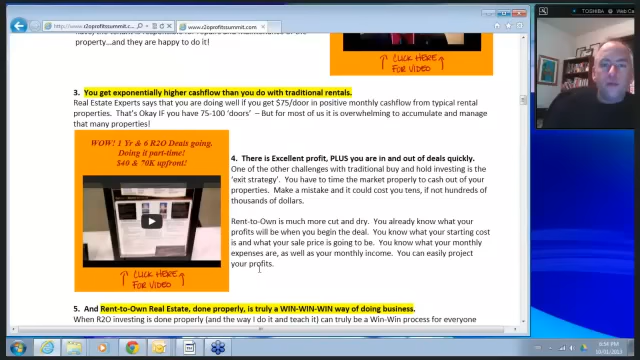 http://www.r2oprofitsummit.com/
www.r2oprofitsummit.com
property…and they are happy to do it!
CLICK HERE
FOR VIDEO
3. You get exponentially higher cashflow than you do with traditional rentals.
Real Estate Experts says that you are doing well if you get $75/door in positive monthly cashflow from typical rental
properties. That's Okay IF you have 75-100 'doors' – But for most of us it is overwhelming to accumulate and manage
that many properties!
WOW! 1 Yr & 6 R2O Deals going.
Doing it part-time!
$40 & 70K upfront!
CLICK HERE
FOR VIDEO
4. There is Excellent profit, PLUS you are in and out of deals quickly.
One of the other challenges with traditional buy and hold investing is the
'exit strategy'. You have to time the market properly to cash out of your
properties. Make a mistake and it could cost you tens, if not hundreds of
thousands of dollars.
Rent-to-Own is much more cut and dry. You already know what your
profits will be when you begin the deal. You know what your starting cost
is and what your sale price is going to be. You know what your monthly
expenses are, as well as your monthly income. You can easily project
your profits.
5. And Rent-to-Own Real Estate, done properly, is truly a WIN-WIN-WIN way of doing business.
When R2O investing is done properly (and the way I do it and teach it) can truly be a Win-Win process for everyone
TOSHIBA
Web Ca